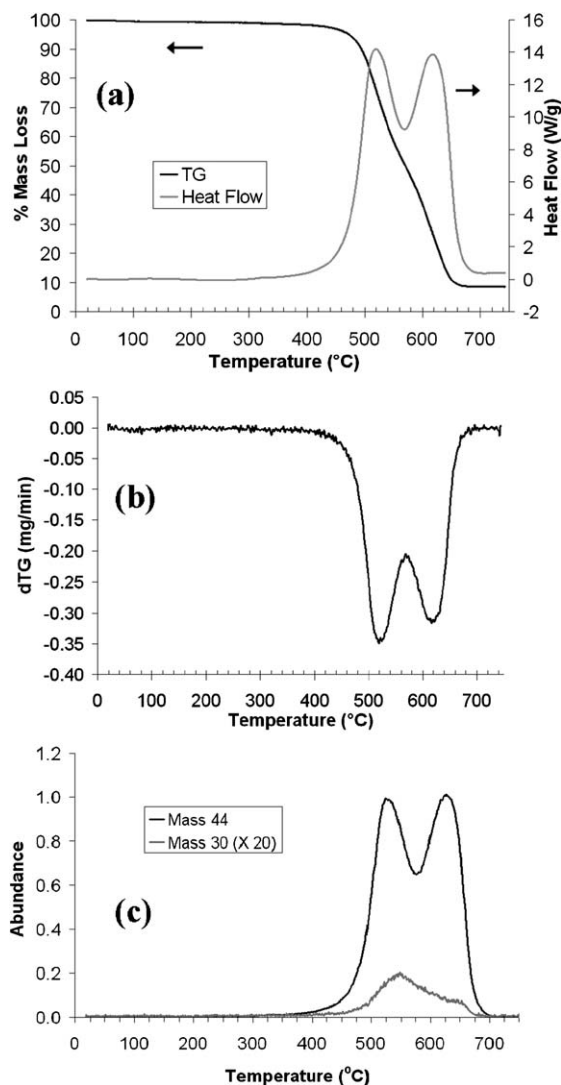 100
90
80
70
60
50
40
30
20
10
0
% Mass Loss
(a)
TG
Heat Flow
16
14
12
10
8
6
4
2
0
-2
Heat Flow (W/g)
0 100 200 300 400 500 600 700
Temperature (°C)
0.05
0.00
-0.05
-0.10
-0.15
-0.20
-0.25
-0.30
-0.35
-0.40
dTG (mg/min)
(b)
0 100 200 300 400 500 600 700
Temperature (°C)
1.2
1.0
0.8
0.6
0.4
0.2
0.0
Abundance
Mass 44
Mass 30 (X 20)
(c)
0 100 200 300 400 500 600 700
Temperature (°C)